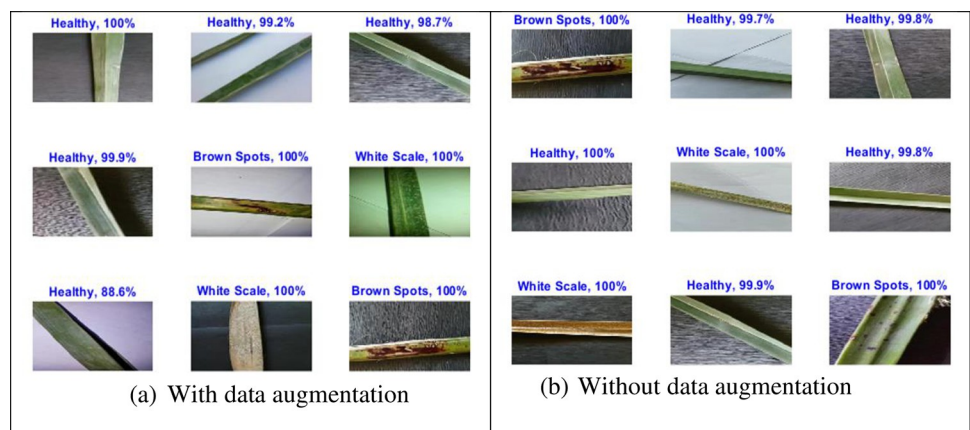 Healthy, 100%
Healthy, 99.2%
Healthy, 98.7%
Healthy, 99.9%
Brown Spots, 100%
White Scale, 100%
Healthy, 88.6%
White Scale, 100%
Brown Spots, 100%
(a) With data augmentation
Brown Spots, 100%
Healthy, 99.7%
Healthy, 99.8%
Healthy, 100%
White Scale, 100%
Healthy, 99.8%
White Scale, 100%
Healthy, 99.9%
Brown Spots, 100%
(b) Without data augmentation